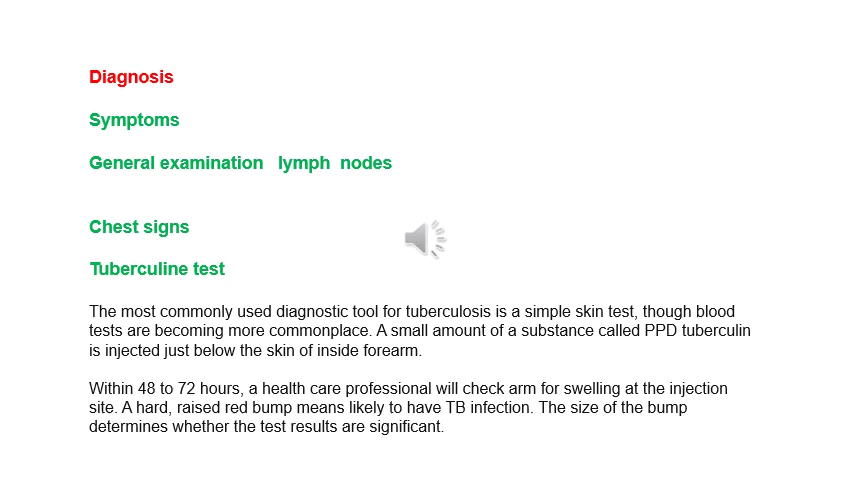 Diagnosis
Symptoms
General examination   lymph  nodes
Chest signs
Tuberculine test
The most commonly used diagnostic tool for tuberculosis is a simple skin test, though blood
tests are becoming more commonplace. A small amount of a substance called PPD tuberculin
is injected just below the skin of inside forearm.
Within 48 to 72 hours, a health care professional will check arm for swelling at the injection
site. A hard, raised red bump means likely to have TB infection. The size of the bump
determines whether the test results are significant.